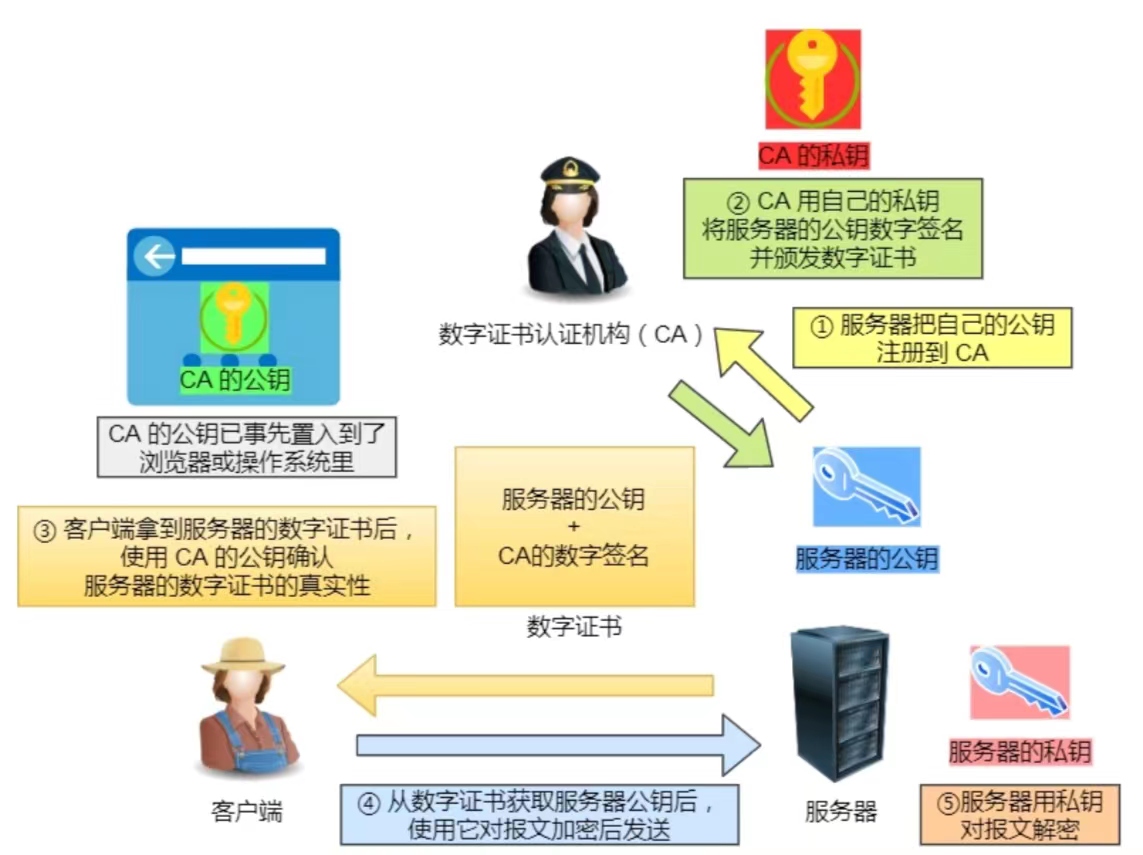 CA 的私钥
② CA 用自己的私钥
将服务器的公钥数字签名
并颁发数字证书
数字证书认证机构（CA）
① 服务器把自己的公钥
注册到 CA
CA 的公钥
CA 的公钥已事先置入到了
浏览器或操作系统里
服务器的公钥
+
CA的数字签名
数字证书
服务器的公钥
③ 客户端拿到服务器的数字证书后，
使用 CA 的公钥确认
服务器的数字证书的真实性
服务器的私钥
客户端
④ 从数字证书获取服务器公钥后，
使用它对报文加密后发送
服务器
⑤服务器用私钥
对报文解密